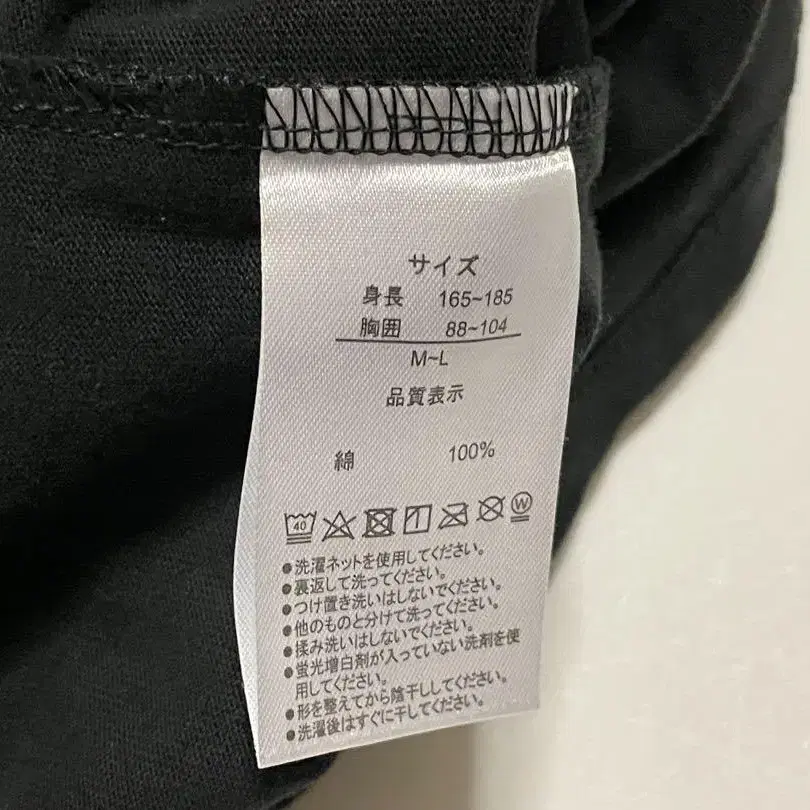 サイズ
身長 165~185
胸囲 88~104
M~L
品質表示
綿 100%
40 W
●洗濯ネットを使用してください。
●裏返して洗ってください。
●つけ置き洗いはしないでください。
●他のものと分けて洗ってください。
●揉み洗いはしないでください。
●蛍光増白剤が入っていない洗剤を使
用してください。
●形を整えてから陰干ししてください。
●洗濯後はすぐに干してください。